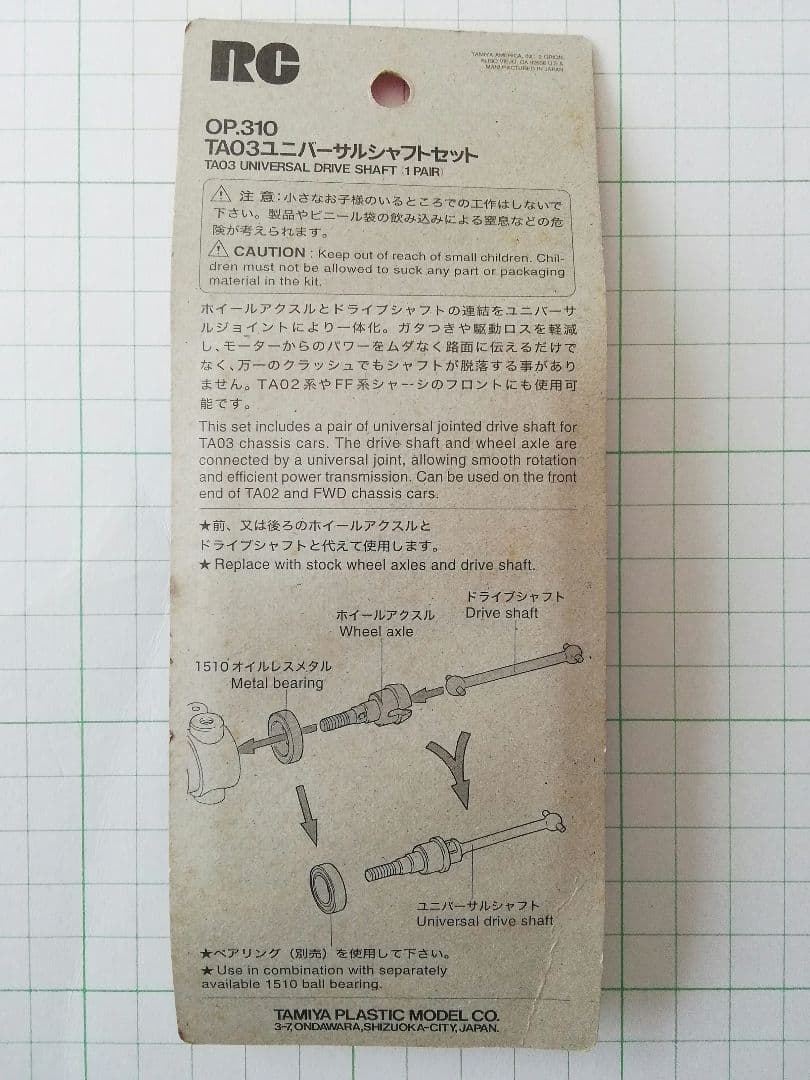 RC
TAMIYA AMERICA, INC. 2 ORION,
ALISO VIEJO, CA 92656 U.S.A.
MANUFACTURED IN JAPAN
OP.310
TA03ユニバーサルシャフトセット
TA03 UNIVERSAL DRIVE SHAFT (1 PAIR)
注 意:小さなお子様のいるところでの工作はしないで
下さい。製品やビニール袋の飲み込みによる窒息などの危
険が考えられます。
CAUTION : Keep out of reach of small children. Chil-
dren must not be allowed to suck any part or packaging
material in the kit.
ホイールアクスルとドライブシャフトの連結をユニバーサ
ルジョイントにより一体化。ガタつきや駆動ロスを軽減
し、モーターからのパワーをムダなく路面に伝えるだけで
なく、万一のクラッシュでもシャフトが脱落する事があり
ません。TA02系やFF系シャーシのフロントにも使用可
能です。
This set includes a pair of universal jointed drive shaft for
TA03 chassis cars. The drive shaft and wheel axle are
connected by a universal joint, allowing smooth rotation
and efficient power transmission. Can be used on the front
end of TA02 and FWD chassis cars.
★前、又は後ろのホイールアクスルと
ドライブシャフトと代えて使用します。
★ Replace with stock wheel axles and drive shaft.
ドライブシャフト
Drive shaft
ホイールアクスル
Wheel axle
1510オイルレスメタル
Metal bearing
ユニバーサルシャフト
Universal drive shaft
★ベアリング（別売）を使用して下さい。
★ Use in combination with separately
available 1510 ball bearing.
TAMIYA PLASTIC MODEL CO.
3-7, ONDAWARA, SHIZUOKA-CITY, JAPAN.